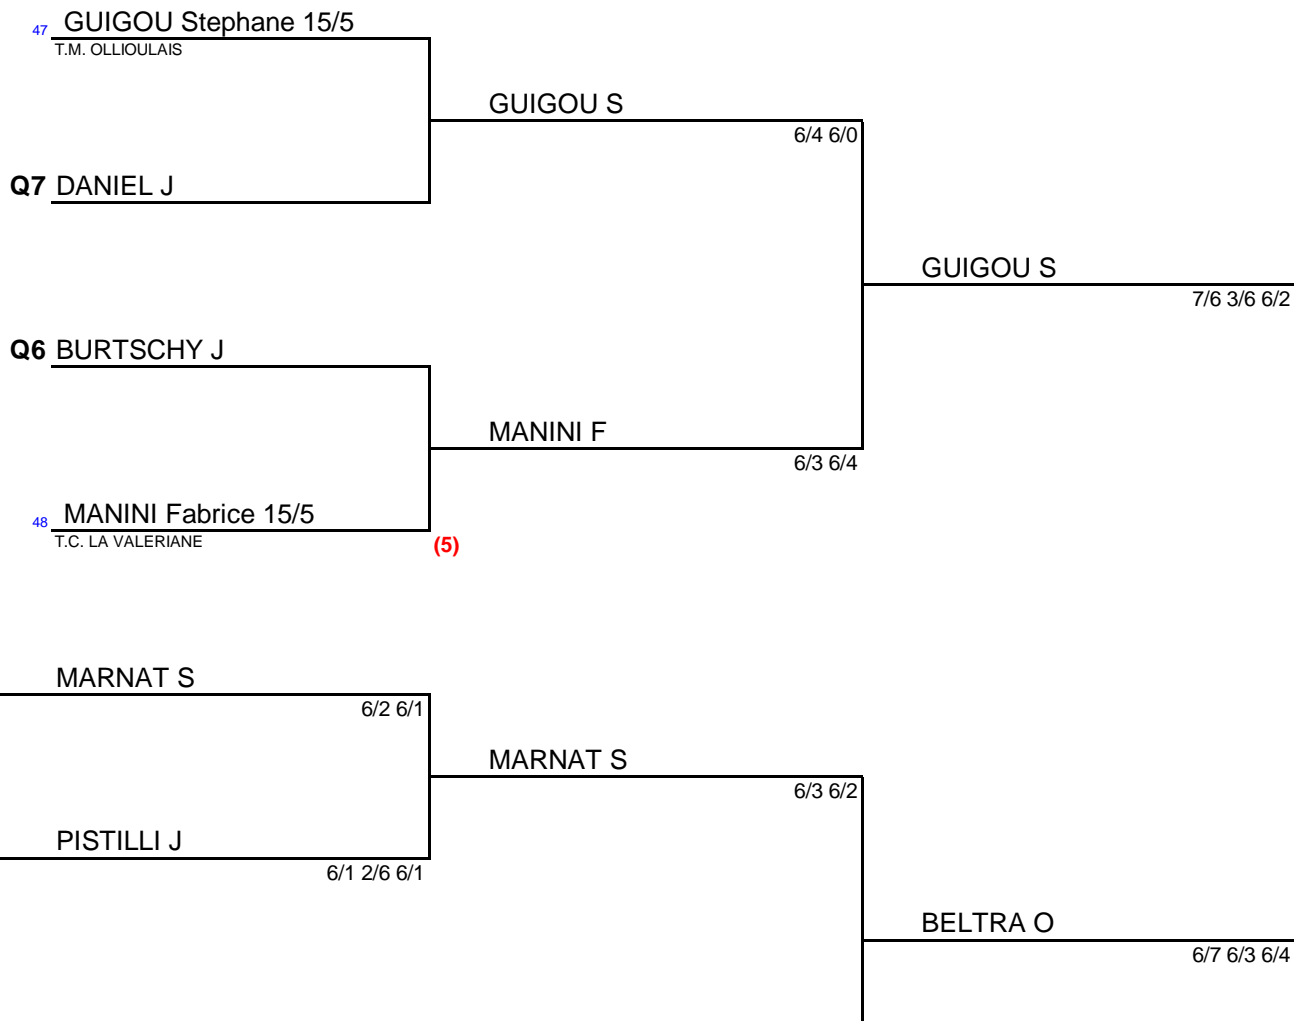 47 GUIGOU Stephane 15/5
T.M. OLLIOULAIS
GUIGOU S
6/4 6/0
Q7 DANIEL J
GUIGOU S
7/6 3/6 6/2
Q6 BURTSCHY J
MANINI F
6/3 6/4
48 MANINI Fabrice 15/5
T.C. LA VALERIANE
(5)
MARNAT S
6/2 6/1
MARNAT S
6/3 6/2
PISTILLI J
6/1 2/6 6/1
BELTRA O
6/7 6/3 6/4